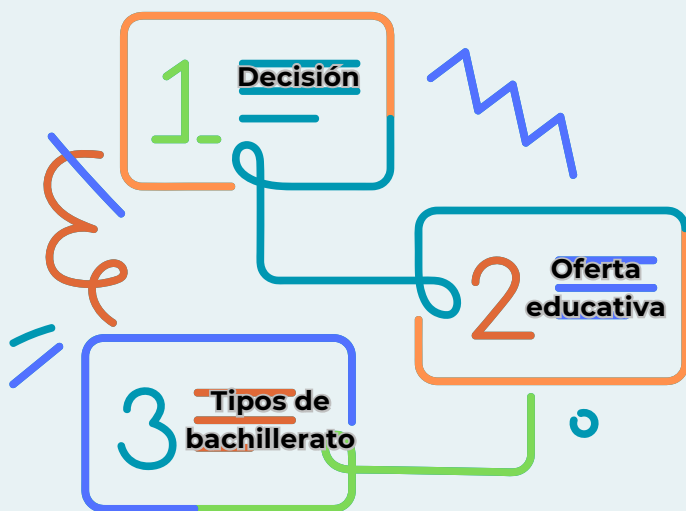 1.
Decisión
2
Oferta
educativa
3
Tipos de
bachillerato